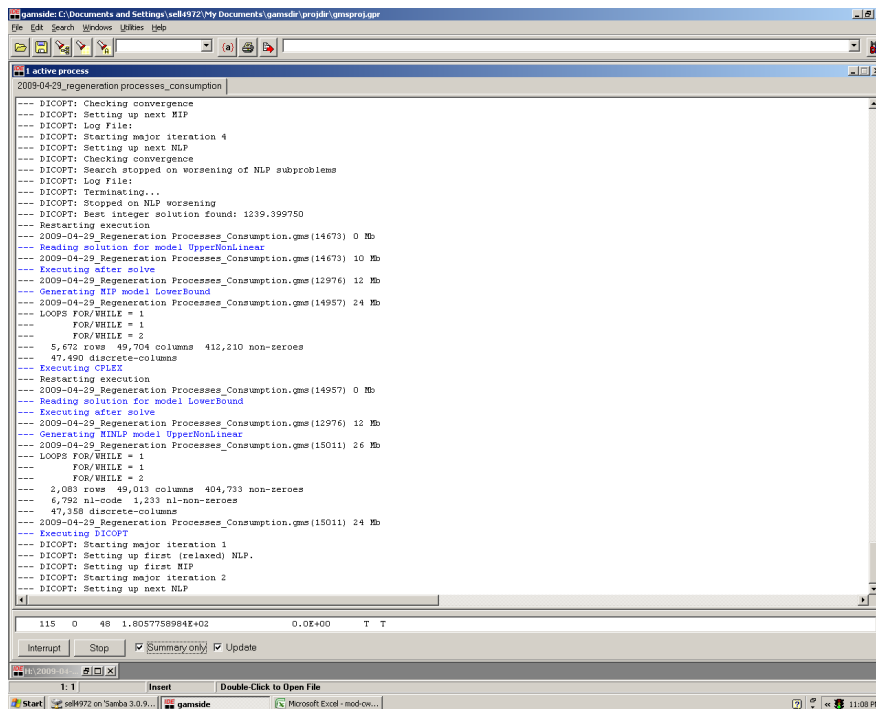 gamside: C:\Documents and Settings\sell4972\My Documents\gamsdir\projdir\gmsproj.gpr
File Edit Search Windows Utilities Help
(a)
1 active process
2009-04-29_regeneration processes_consumption
--- DICOPT: Checking convergence
--- DICOPT: Setting up next MIP
--- DICOPT: Log File:
--- DICOPT: Starting major iteration 4
--- DICOPT: Setting up next NLP
--- DICOPT: Checking convergence
--- DICOPT: Search stopped on worsening of NLP subproblems
--- DICOPT: Log File:
--- DICOPT: Terminating...
--- DICOPT: Stopped on NLP worsening
--- DICOPT: Best integer solution found: 1239.399750
--- Restarting execution
--- 2009-04-29_Regeneration Processes_Consumption.gms(14673) 0 Mb
--- Reading solution for model UpperNonLinear
--- 2009-04-29_Regeneration Processes_Consumption.gms(14673) 10 Mb
--- Executing after solve
--- 2009-04-29_Regeneration Processes_Consumption.gms(12976) 12 Mb
--- Generating MIP model LowerBound
--- 2009-04-29_Regeneration Processes_Consumption.gms(14957) 24 Mb
--- LOOPS FOR/WHILE = 1
--- FOR/WHILE = 1
--- FOR/WHILE = 2
--- 5,672 rows 49,704 columns 412,210 non-zeroes
--- 47,490 discrete-columns
--- Executing CPLEX
--- Restarting execution
--- 2009-04-29_Regeneration Processes_Consumption.gms(14957) 0 Mb
--- Reading solution for model LowerBound
--- Executing after solve
--- 2009-04-29_Regeneration Processes_Consumption.gms(12976) 12 Mb
--- Generating MINLP model UpperNonLinear
--- 2009-04-29_Regeneration Processes_Consumption.gms(15011) 26 Mb
--- LOOPS FOR/WHILE = 1
--- FOR/WHILE = 1
--- FOR/WHILE = 2
--- 2,083 rows 49,013 columns 404,733 non-zeroes
--- 6,792 nl-code 1,233 nl-non-zeroes
--- 47,358 discrete-columns
--- 2009-04-29_Regeneration Processes_Consumption.gms(15011) 24 Mb
--- Executing DICOPT
--- DICOPT: Starting major iteration 1
--- DICOPT: Setting up first (relaxed) NLP.
--- DICOPT: Setting up first MIP
--- DICOPT: Starting major iteration 2
--- DICOPT: Setting up next NLP
115 0 48 1.8057758984E+02 0.0E+00 T T
Interrupt Stop Summary only Update
H:\2009-04-...
1: 1 Insert Double-Click to Open File
Start sell4972 on 'Samba 3.0.9... gamside Microsoft Excel - mod-cw... 11:08 PM